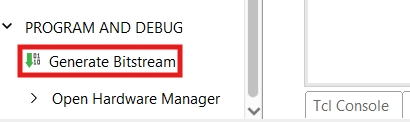 PROGRAM AND DEBUG
Generate Bitstream
Open Hardware Manager
Tcl Console